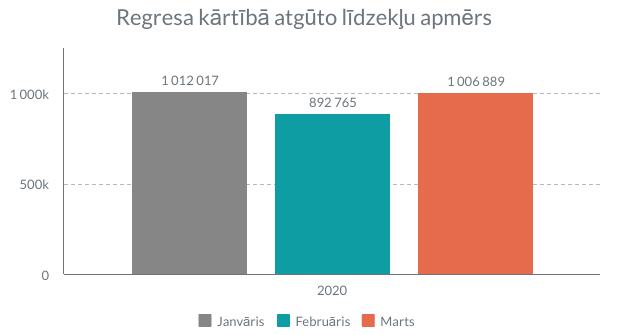 Regresa kārtībā atgūto līdzekļu apmērs
1 012 017
892 765
1 006 889
1 000k
500k
0
2020
Janvāris Februāris Marts